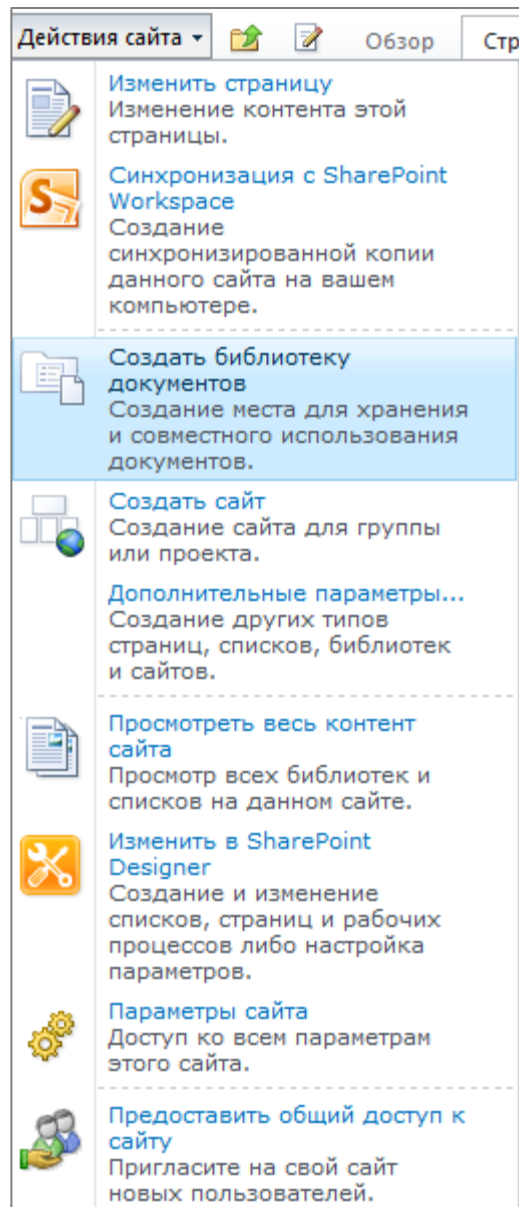 Действия сайта Обзор Стр
Изменить страницу
Изменение контента этой
страницы.
Синхронизация с SharePoint
Workspace
Создание
синхронизированной копии
данного сайта на вашем
компьютере.
Создать библиотеку
документов
Создание места для хранения
и совместного использования
документов.
Создать сайт
Создание сайта для группы
или проекта.
Дополнительные параметры...
Создание других типов
страниц, списков, библиотек
и сайтов.
Просмотреть весь контент
сайта
Просмотр всех библиотек и
списков на данном сайте.
Изменить в SharePoint
Designer
Создание и изменение
списков, страниц и рабочих
процессов либо настройка
параметров.
Параметры сайта
Доступ ко всем параметрам
этого сайта.
Предоставить общий доступ к
сайту
Пригласите на свой сайт
новых пользователей.